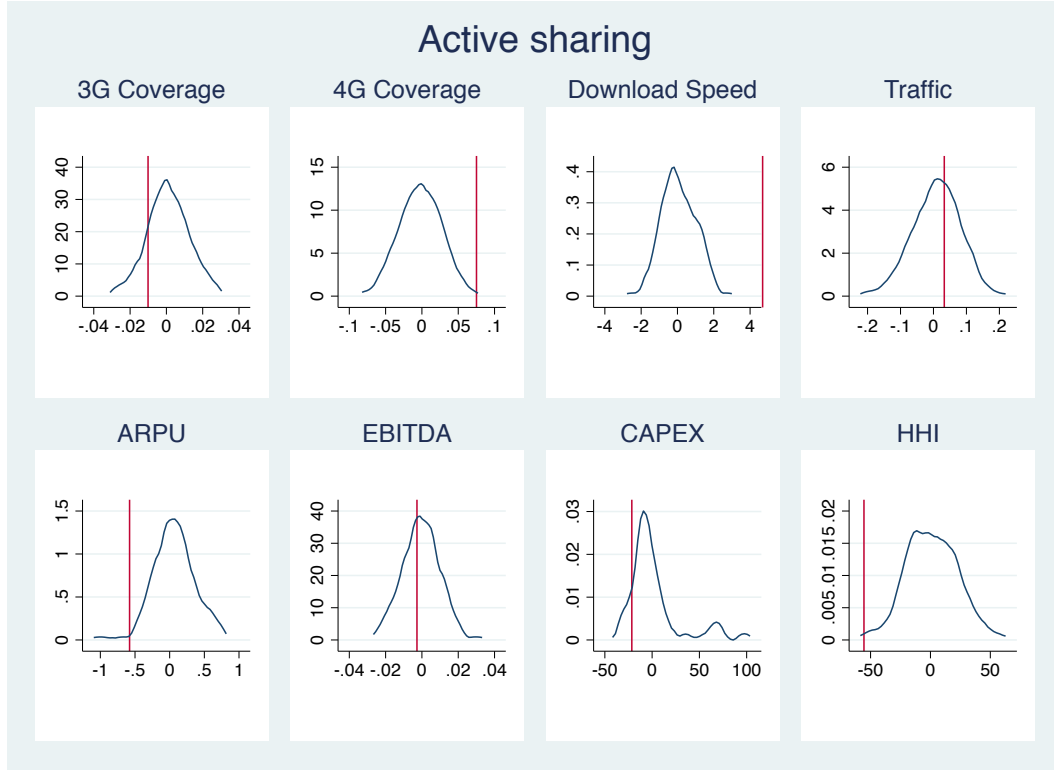 Active sharing
3G Coverage
0 10 20 30 40
-.04 -.02 0 .02 .04
4G Coverage
0 5 10 15
-.1 -.05 0 .05 .1
Download Speed
0 .1 .2 .3 .4
-4 -2 0 2 4
Traffic
0 2 4 6
-.2 -.1 0 .1 .2
ARPU
0 .5 1 1.5
-1 -.5 0 .5 1
EBITDA
0 10 20 30 40
-.04 -.02 0 .02 .04
CAPEX
0 .01 .02 .03
-50 0 50 100
HHI
0 .005 .01 .015 .02
-50 0 50